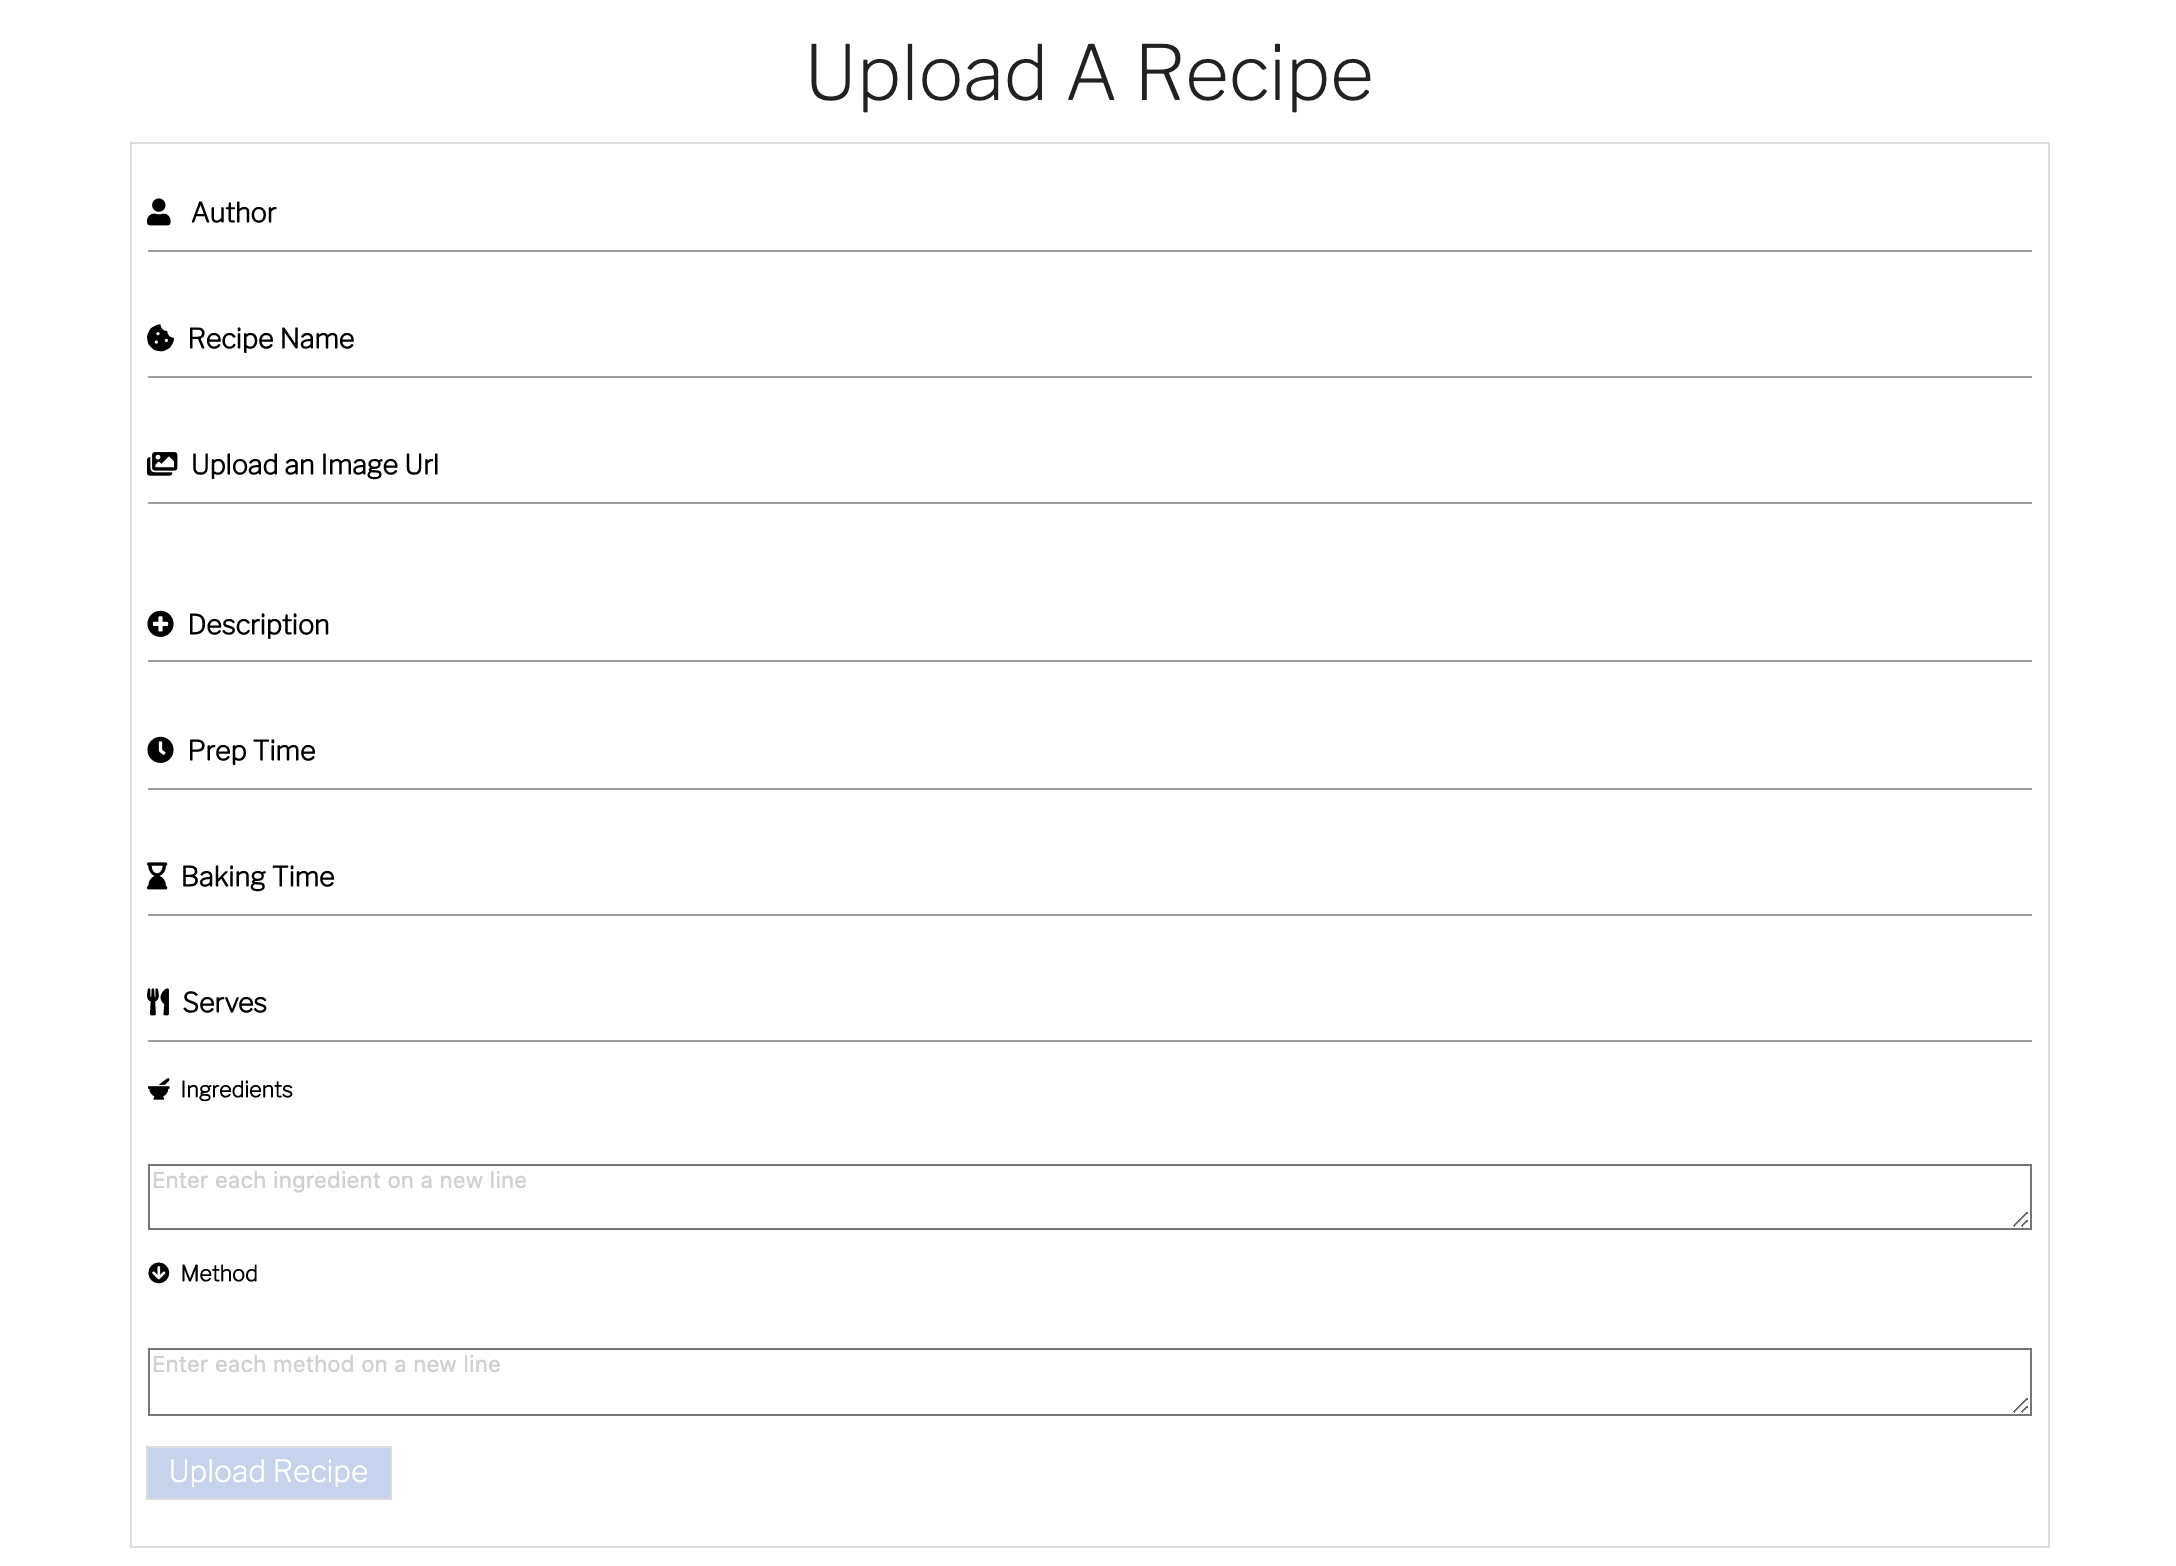 Upload A Recipe
Author
Recipe Name
Upload an Image Url
Description
Prep Time
Baking Time
Serves
Ingredients
Enter each ingredient on a new line
Method
Enter each method on a new line
Upload Recipe